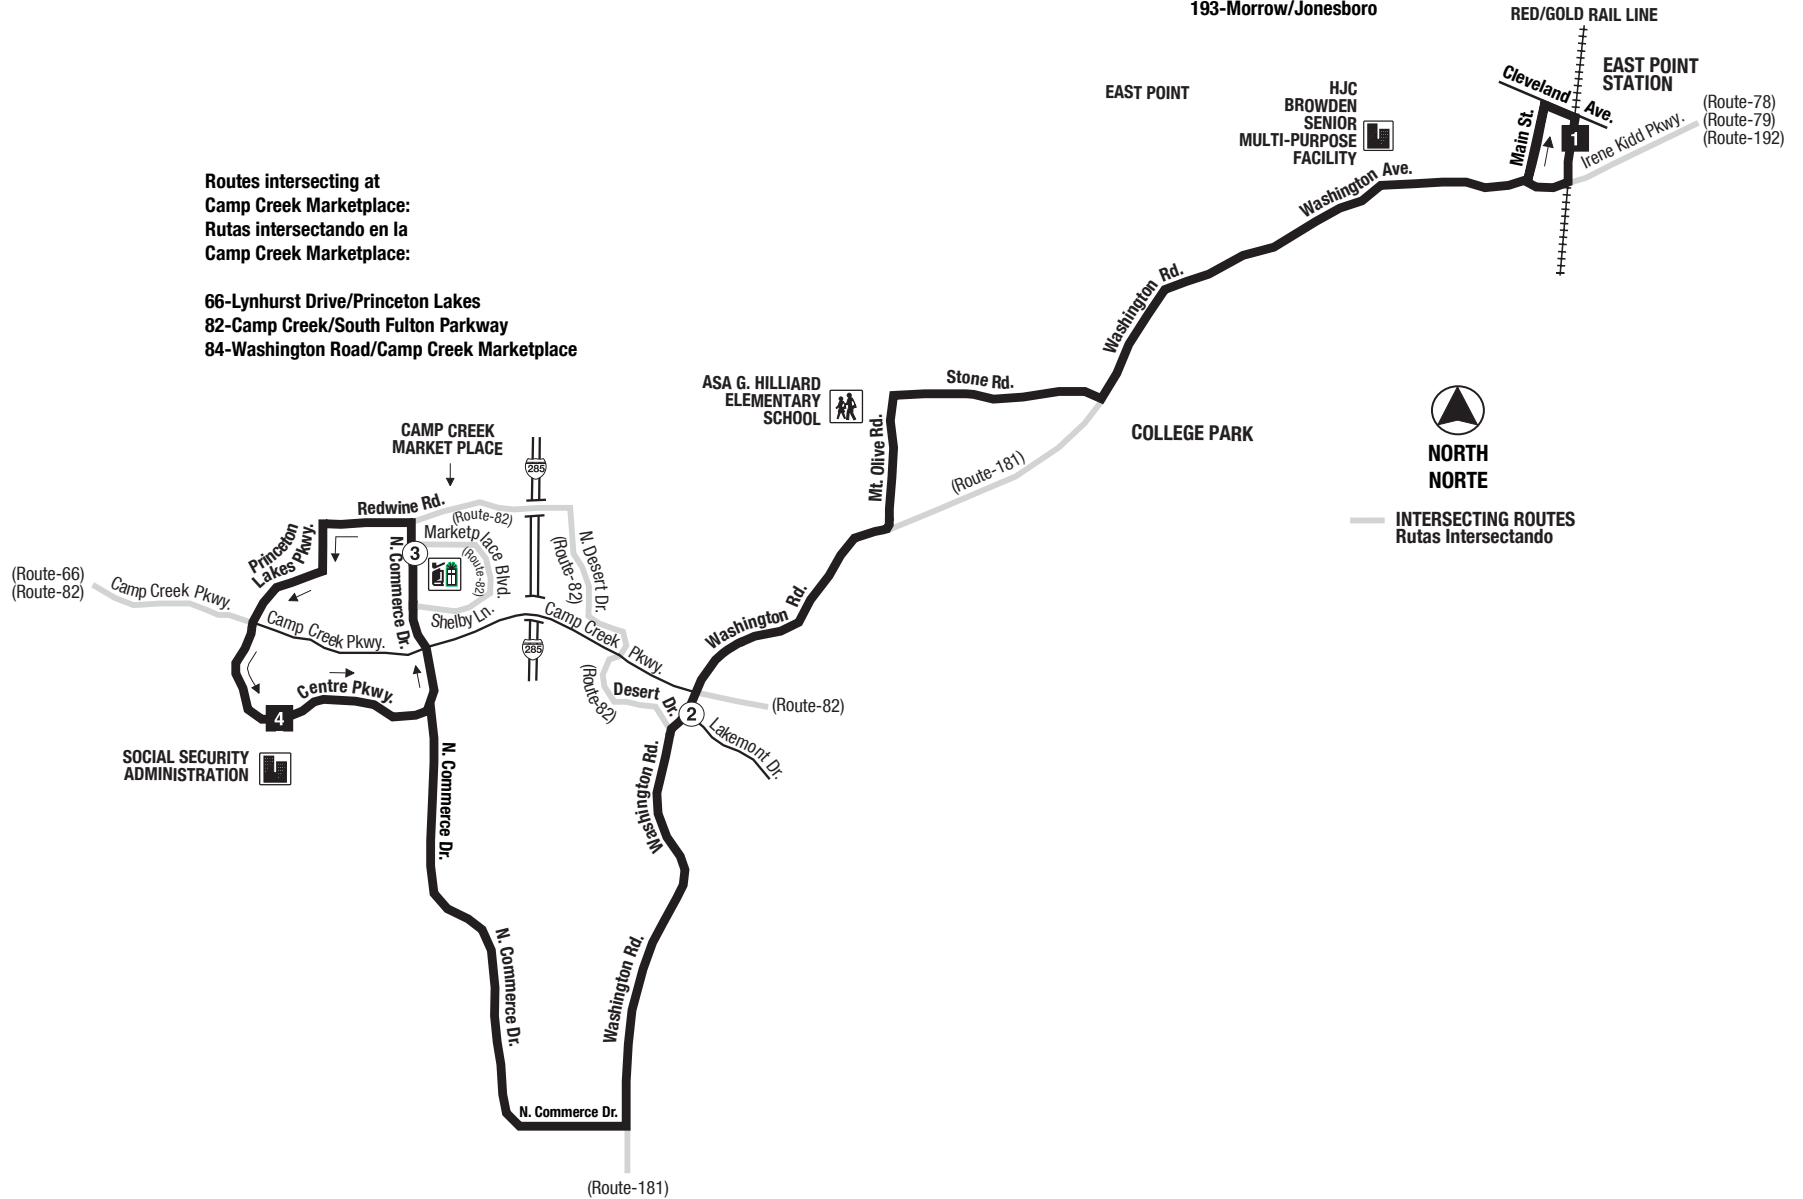 193-Morrow/Jonesboro
RED/GOLD RAIL LINE
EAST POINT
STATION
Cleveland Ave.
(Route-78)
(Route-79)
(Route-192)
Irene Kidd Pkwy.
Main St.
1
EAST POINT
HJC
BROWDEN
SENIOR
MULTI-PURPOSE
FACILITY
Washington Ave.
Routes intersecting at
Camp Creek Marketplace:
Rutas intersectando en la
Camp Creek Marketplace:
66-Lynhurst Drive/Princeton Lakes
82-Camp Creek/South Fulton Parkway
84-Washington Road/Camp Creek Marketplace
Washington Rd.
ASA G. HILLIARD
ELEMENTARY
SCHOOL
Stone Rd.
Mt. Olive Rd.
(Route-181)
COLLEGE PARK
NORTH
NORTE
INTERSECTING ROUTES
Rutas Intersectando
CAMP CREEK
MARKET PLACE
285
Redwine Rd.
(Route-82)
Marketplace Blvd.
(Route-82)
N. Desert Dr.
(Route-82)
Princeton
Lakes Pkwy.
N. Commerce Dr.
3
(Route-66)
(Route-82)
Camp Creek Pkwy.
Camp Creek Pkwy.
Shelby Ln.
Camp Creek Pkwy.
285
Washington Rd.
Centre Pkwy.
4
(Route-82)
Desert Dr.
2
(Route-82)
Lakemont Dr.
SOCIAL SECURITY
ADMINISTRATION
N. Commerce Dr.
Washington Rd.
N. Commerce Dr.
Washington Rd.
N. Commerce Dr.
(Route-181)